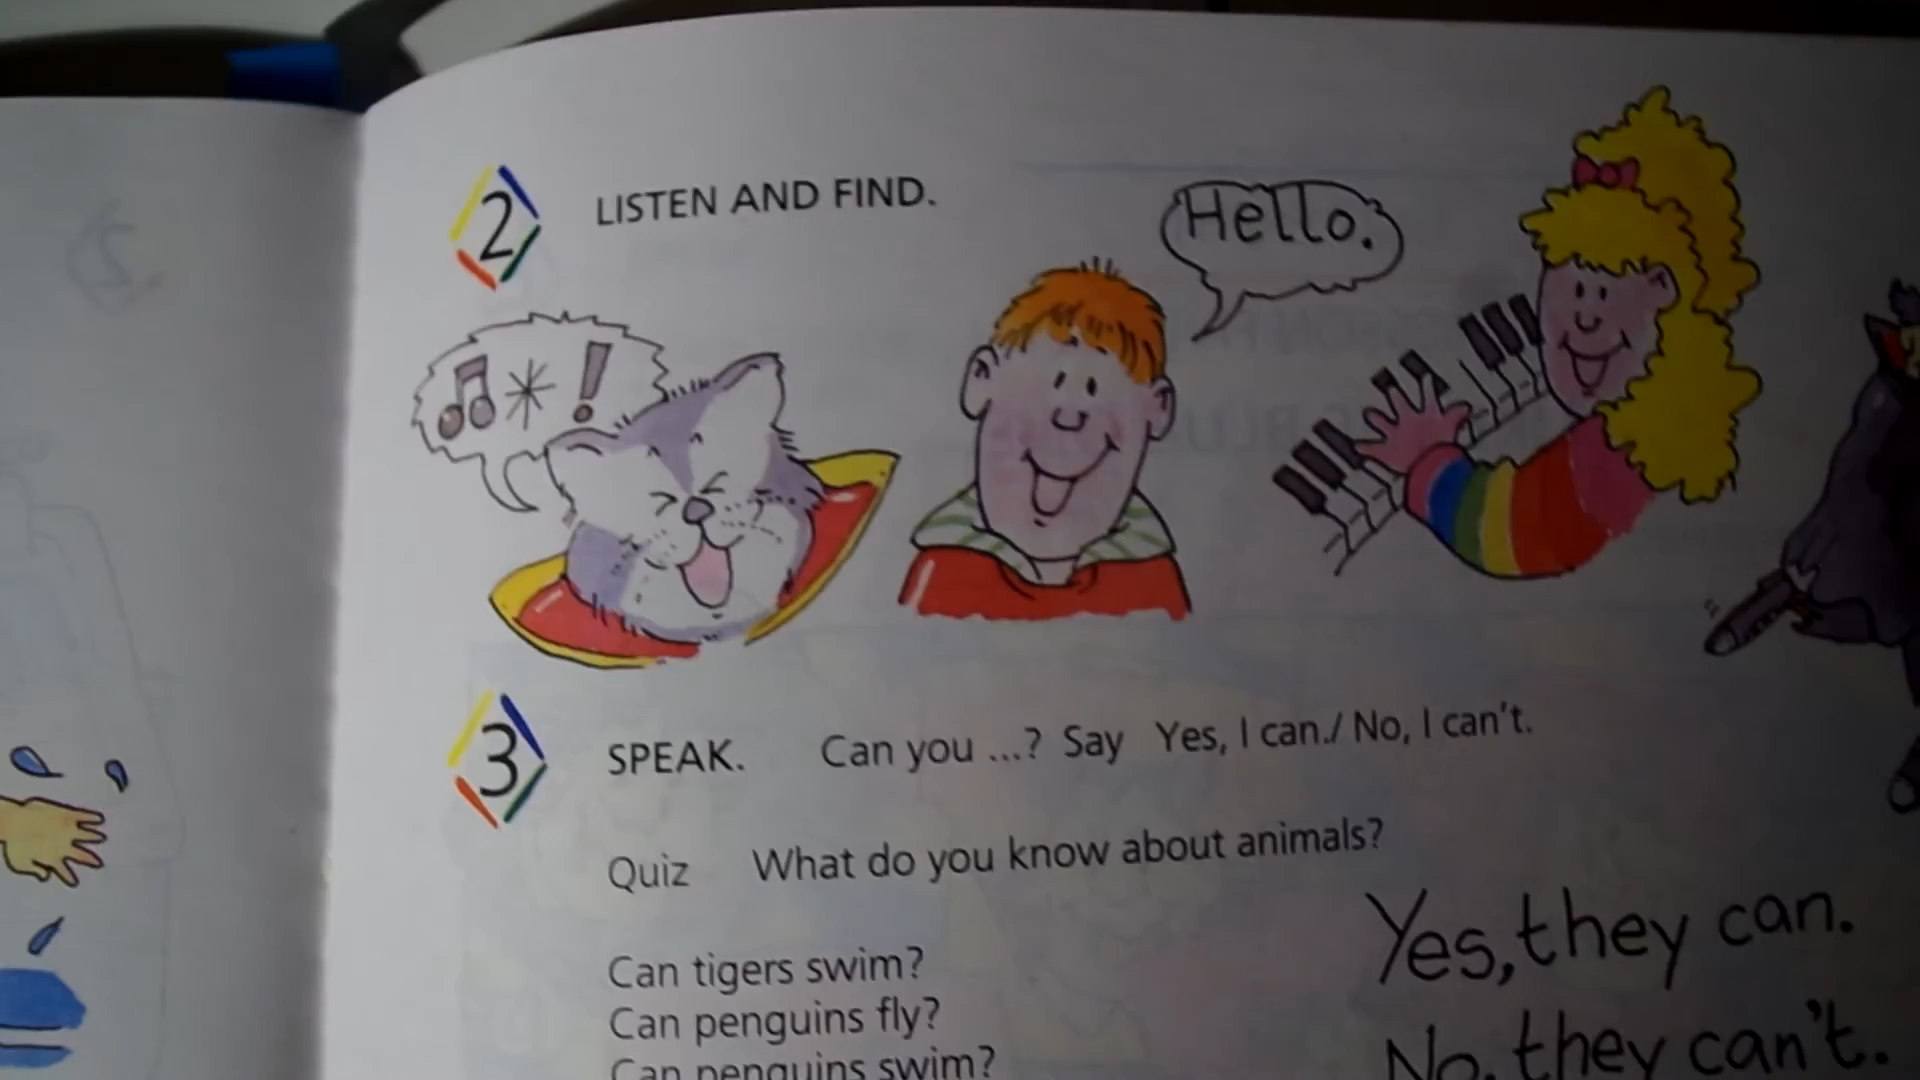 2 LISTEN AND FIND.
Hello.
3 SPEAK. Can you ...? Say Yes, I can./ No, I can't.
Quiz What do you know about animals?
Yes, they can.
Can tigers swim?
Can penguins fly?
No, they can't.
Can penguins swim?